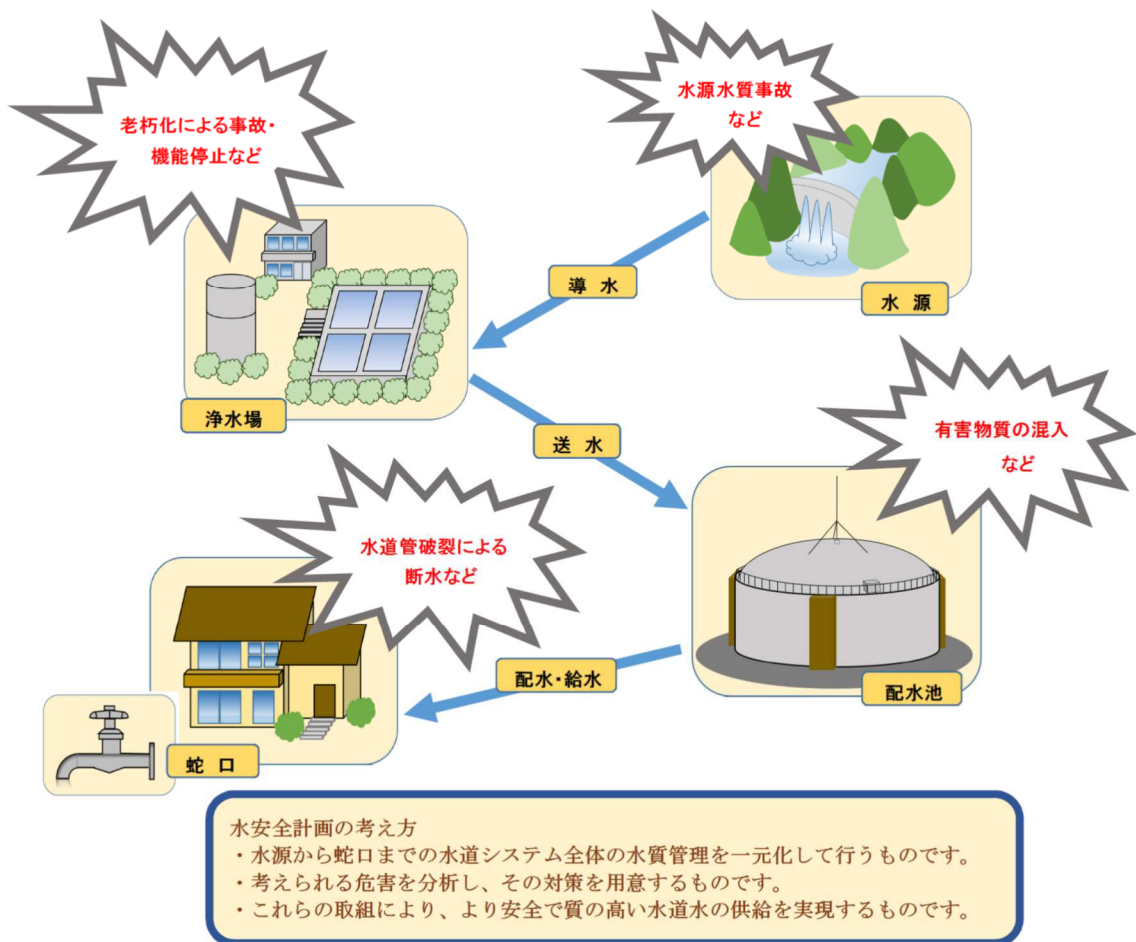 水源水質事故
など
水 源
導 水
老朽化による事故・
機能停止など
浄水場
送 水
有害物質の混入
など
配水池
配水・給水
水道管破裂による
断水など
蛇 口
水安全計画の考え方
・水源から蛇口までの水道システム全体の水質管理を一元化して行うものです。
・考えられる危害を分析し、その対策を用意するものです。
・これらの取組により、より安全で質の高い水道水の供給を実現するものです。